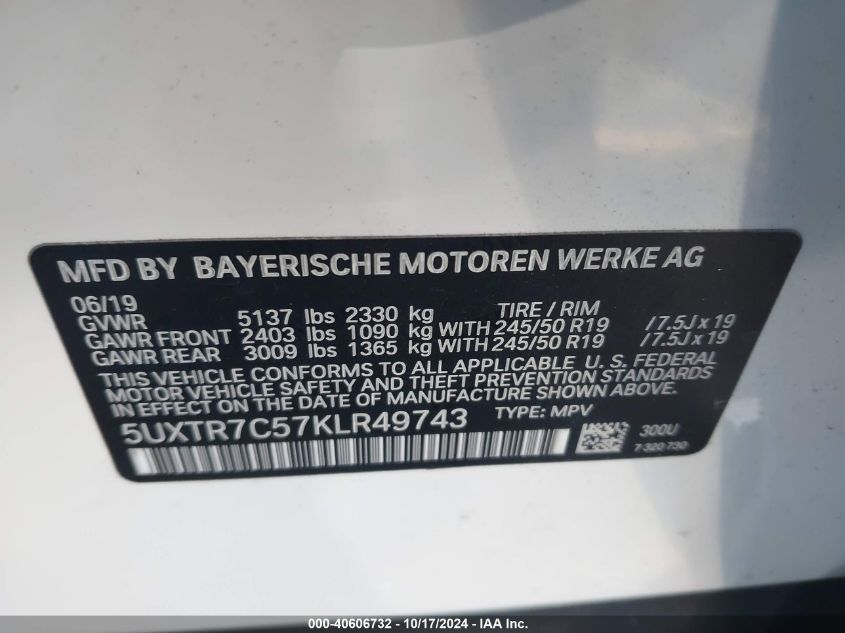 MFD BY BAYERISCHE MOTOREN WERKE AG
06/19
GVWR 5137 lbs 2330 kg TIRE / RIM
GAWR FRONT 2403 lbs 1090 kg WITH 245/50 R19 / 7.5J x 19
GAWR REAR 3009 lbs 1365 kg WITH 245/50 R19 / 7.5J x 19
THIS VEHICLE CONFORMS TO ALL APPLICABLE U. S. FEDERAL
MOTOR VEHICLE SAFETY AND THEFT PREVENTION STANDARDS
IN EFFECT ON THE DATE OF MANUFACTURE SHOWN ABOVE.
5UXTR7C57KLR49743 TYPE: MPV 300U
7 320 730
000-40606732 - 10/17/2024 - IAA Inc.